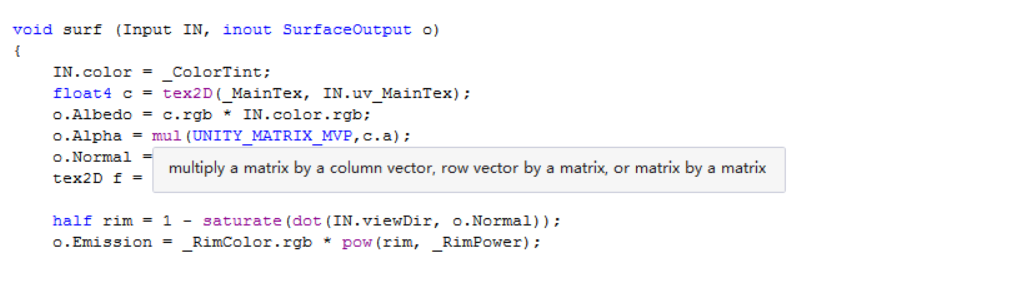 void surf (Input IN, inout SurfaceOutput o)
{
    IN.color = _ColorTint;
    float4 c = tex2D(_MainTex, IN.uv_MainTex);
    o.Albedo = c.rgb * IN.color.rgb;
    o.Alpha = mul(UNITY_MATRIX_MVP,c.a);
    o.Normal =
multiply a matrix by a column vector, row vector by a matrix, or matrix by a matrix
    tex2D f =
    half rim = 1 - saturate(dot(IN.viewDir, o.Normal));
    o.Emission = _RimColor.rgb * pow(rim, _RimPower);